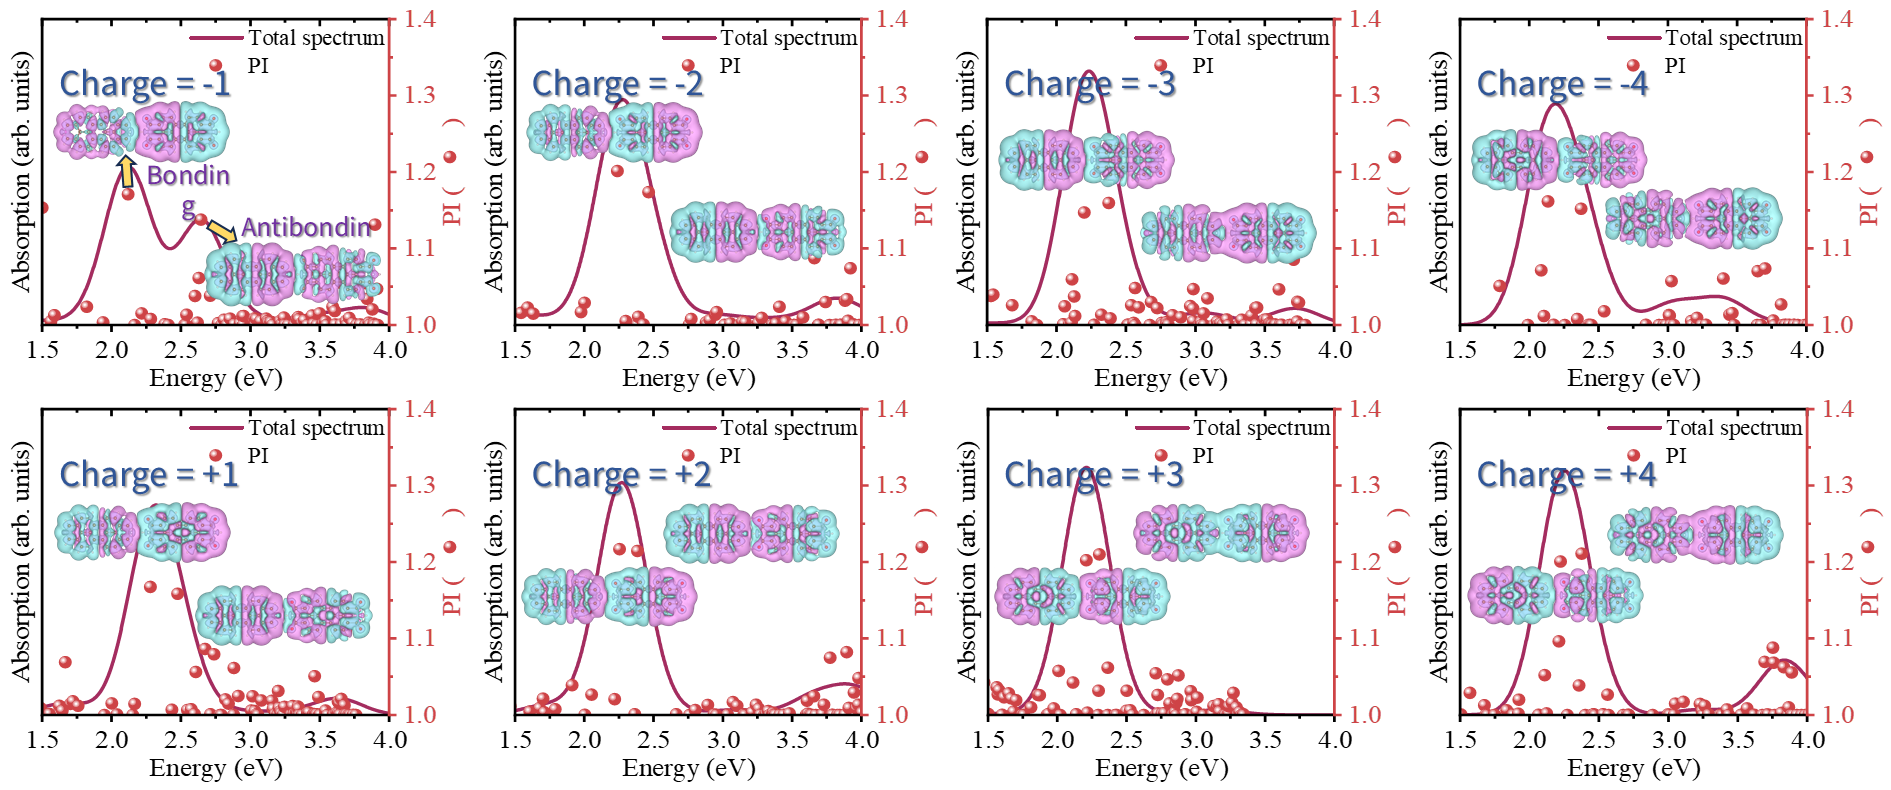 Absorption (arb. units)
Total spectrum
PI
Charge = -1
Bondin
g
Antibondin
1.0
1.1
1.2
1.3
1.4
PI ( )
1.5 2.0 2.5 3.0 3.5 4.0
Energy (eV)
Absorption (arb. units)
Total spectrum
PI
Charge = -2
1.0
1.1
1.2
1.3
1.4
PI ( )
1.5 2.0 2.5 3.0 3.5 4.0
Energy (eV)
Absorption (arb. units)
Total spectrum
PI
Charge = -3
1.0
1.1
1.2
1.3
1.4
PI ( )
1.5 2.0 2.5 3.0 3.5 4.0
Energy (eV)
Absorption (arb. units)
Total spectrum
PI
Charge = -4
1.0
1.1
1.2
1.3
1.4
PI ( )
1.5 2.0 2.5 3.0 3.5 4.0
Energy (eV)
Absorption (arb. units)
Total spectrum
PI
Charge = +1
1.0
1.1
1.2
1.3
1.4
PI ( )
1.5 2.0 2.5 3.0 3.5 4.0
Energy (eV)
Absorption (arb. units)
Total spectrum
PI
Charge = +2
1.0
1.1
1.2
1.3
1.4
PI ( )
1.5 2.0 2.5 3.0 3.5 4.0
Energy (eV)
Absorption (arb. units)
Total spectrum
PI
Charge = +3
1.0
1.1
1.2
1.3
1.4
PI ( )
1.5 2.0 2.5 3.0 3.5 4.0
Energy (eV)
Absorption (arb. units)
Total spectrum
PI
Charge = +4
1.0
1.1
1.2
1.3
1.4
PI ( )
1.5 2.0 2.5 3.0 3.5 4.0
Energy (eV)